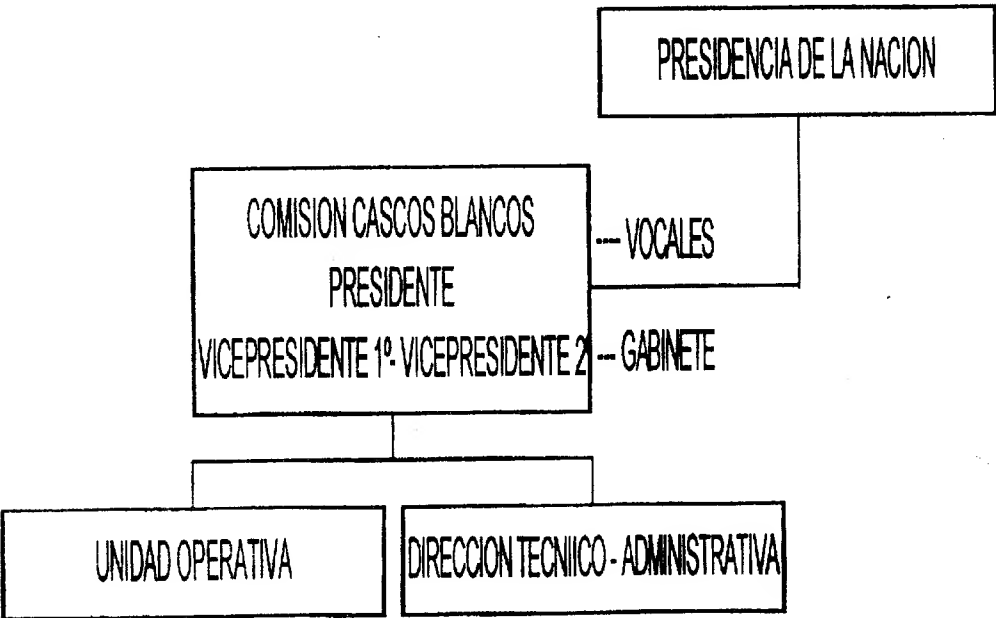 PRESIDENCIA DE LA NACION
COMISION CASCOS BLANCOS
PRESIDENTE
VICEPRESIDENTE 1º- VICEPRESIDENTE 2
--- VOCALES
--- GABINETE
UNIDAD OPERATIVA
DIRECCION TECNIICO - ADMINISTRATIVA